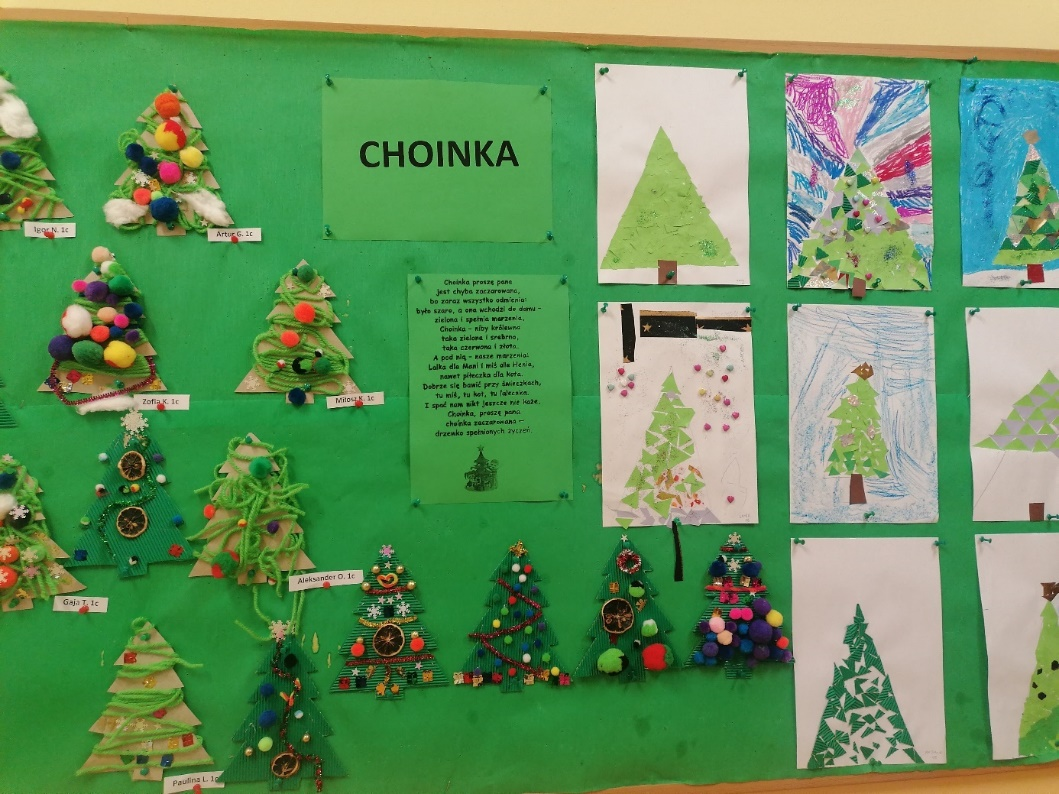 CHOINKA
Choinka proszę pana
jest chyba zaczarowana,
bo zaraz wszystko odmienia:
było szaro, a ona wchodzi do domu –
zielona i spełnia marzenia.
Choinka – niby królewna
taka zielona i srebrna,
taka czerwona i złota.
A pod nią – nasze marzenia:
Lalka dla Mani i miś dla Henia,
nawet piłeczka dla kota.
Dobrze się bawić przy świeczkach,
tu miś, tu kot, tu laleczka.
I spać nam nikt jeszcze nie każe.
Choinka, proszę pana
choinka zaczarowana –
drzewko spełnionych życzeń.
Igor N. 1c
Artur G. 1c
Zofia K. 1c
Miłosz K. 1c
Gaja T. 1c
Aleksander O. 1c
Paulina L. 1c